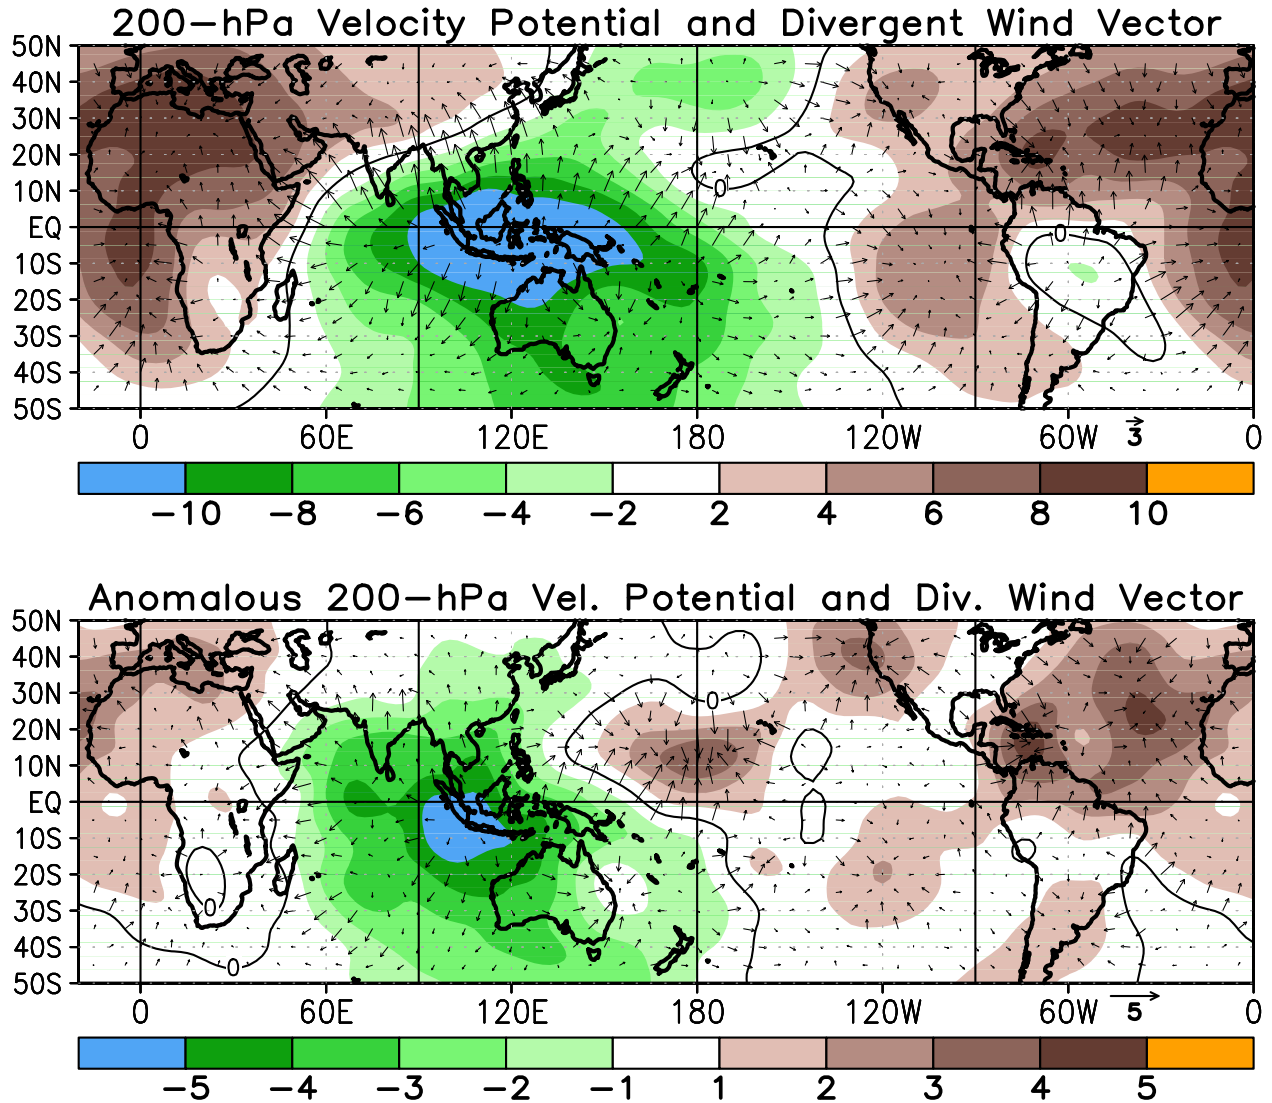 200-hPa Velocity Potential and Divergent Wind Vector
50N
40N
30N
20N
10N
EQ
10S
20S
30S
40S
50S
0
0
0 60E 120E 180 120W 60W 0
3
-10 -8 -6 -4 -2 2 4 6 8 10
Anomalous 200-hPa Vel. Potential and Div. Wind Vector
50N
40N
30N
20N
10N
EQ
10S
20S
30S
40S
50S
0
0
0
0 60E 120E 180 120W 60W 0
5
-5 -4 -3 -2 -1 1 2 3 4 5